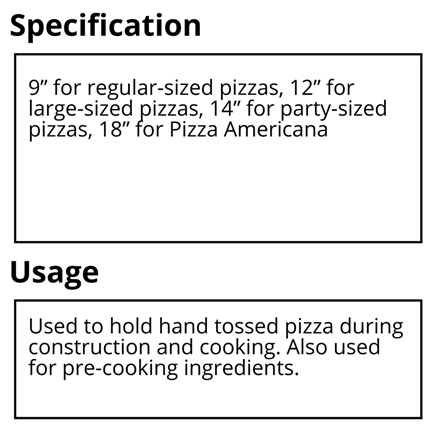 Specification
9” for regular-sized pizzas, 12” for
large-sized pizzas, 14” for party-sized
pizzas, 18” for Pizza Americana
Usage
Used to hold hand tossed pizza during
construction and cooking. Also used
for pre-cooking ingredients.